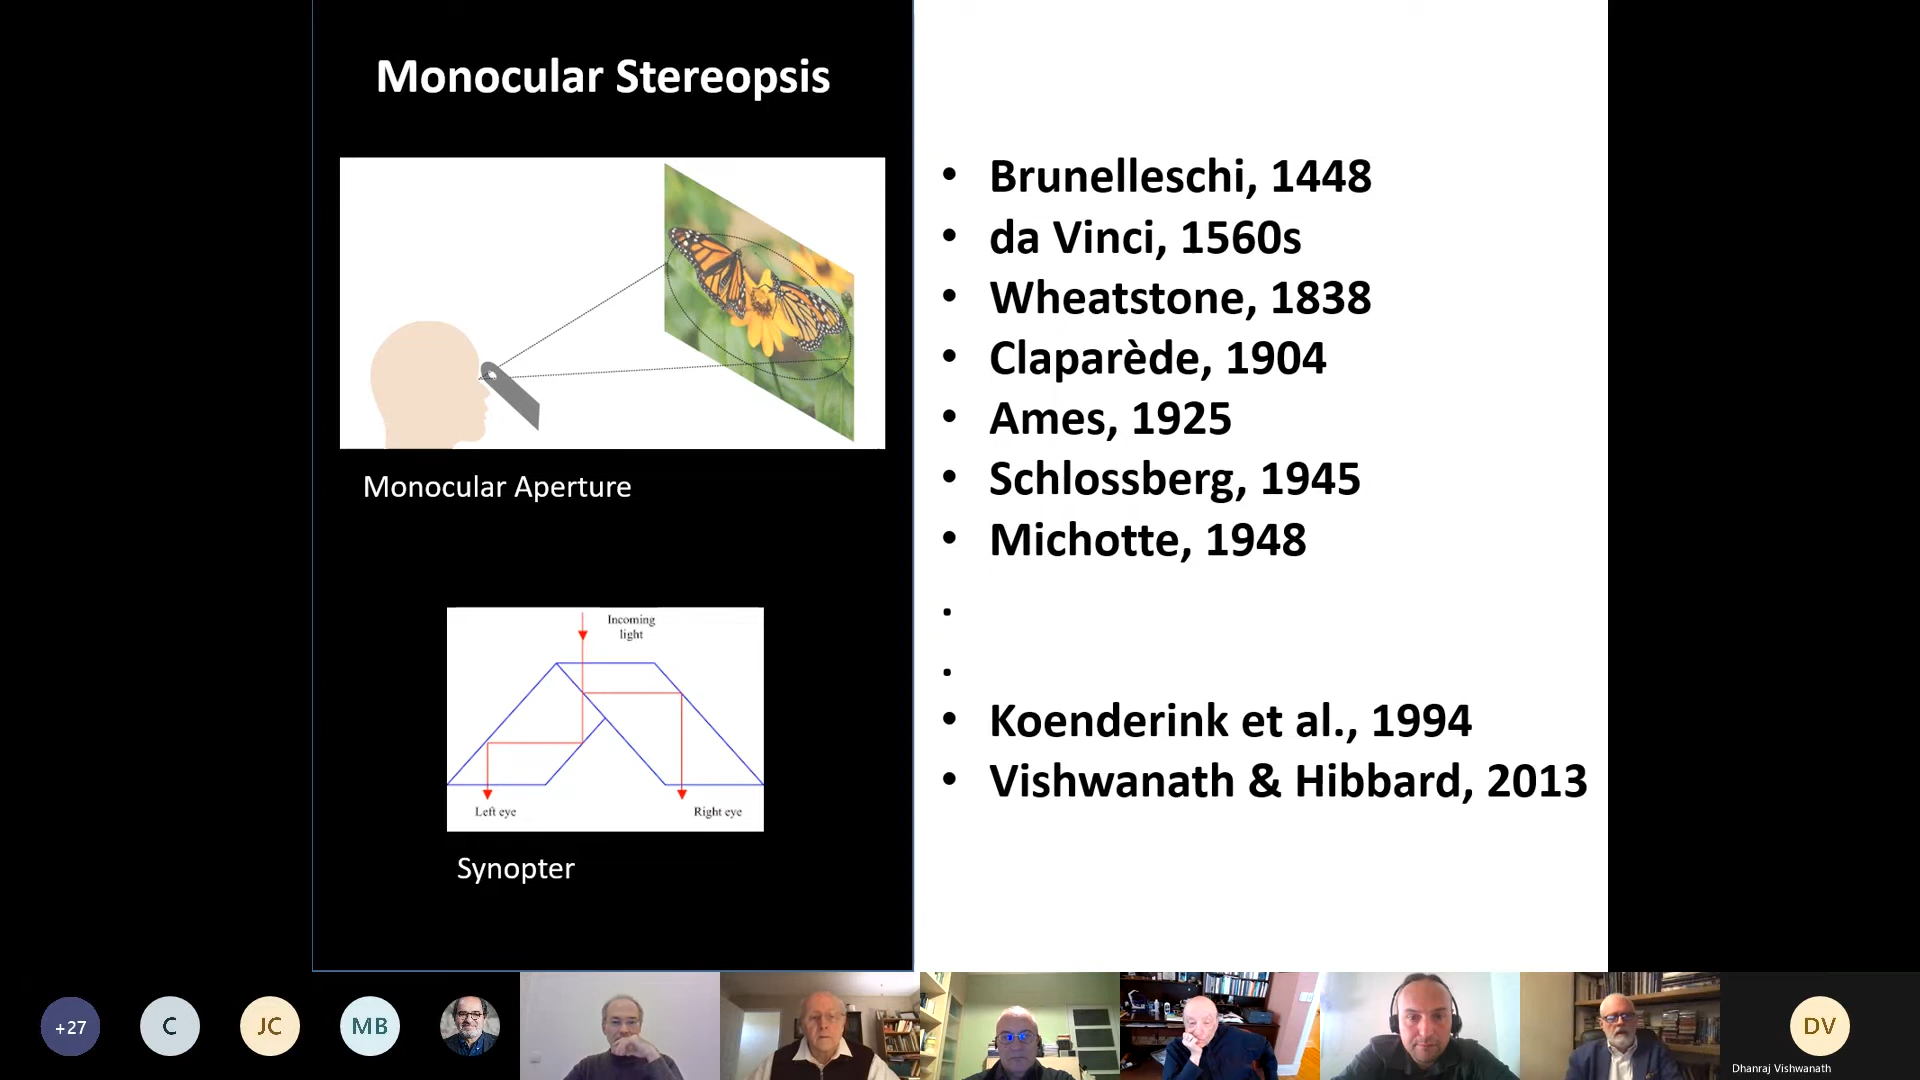 Monocular Stereopsis
Monocular Aperture
Incoming
light
Left eye
Right eye
Synopter
• Brunelleschi, 1448
• da Vinci, 1560s
• Wheatstone, 1838
• Claparède, 1904
• Ames, 1925
• Schlossberg, 1945
• Michotte, 1948
.
.
• Koenderink et al., 1994
• Vishwanath & Hibbard, 2013
+27
C
JC
MB
DV
Dhanraj Vishwanath